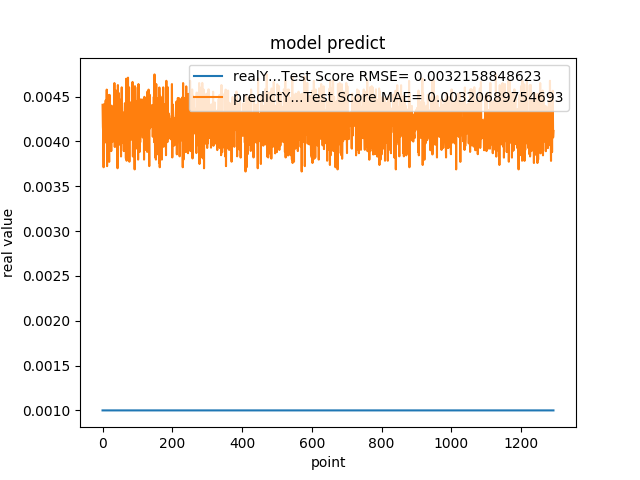 model predict
realY...Test Score RMSE= 0.0032158848623
predictY...Test Score MAE= 0.00320689754693
0.0045
0.0040
0.0035
0.0030
0.0025
0.0020
0.0015
0.0010
real value
0 200 400 600 800 1000 1200
point